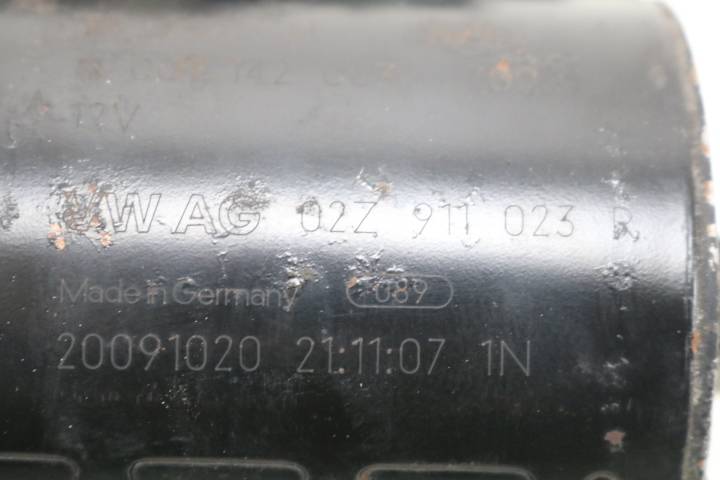 12V
VW AG 02Z 911 023 R
Made in Germany 089
20091020 21:11:07 1N